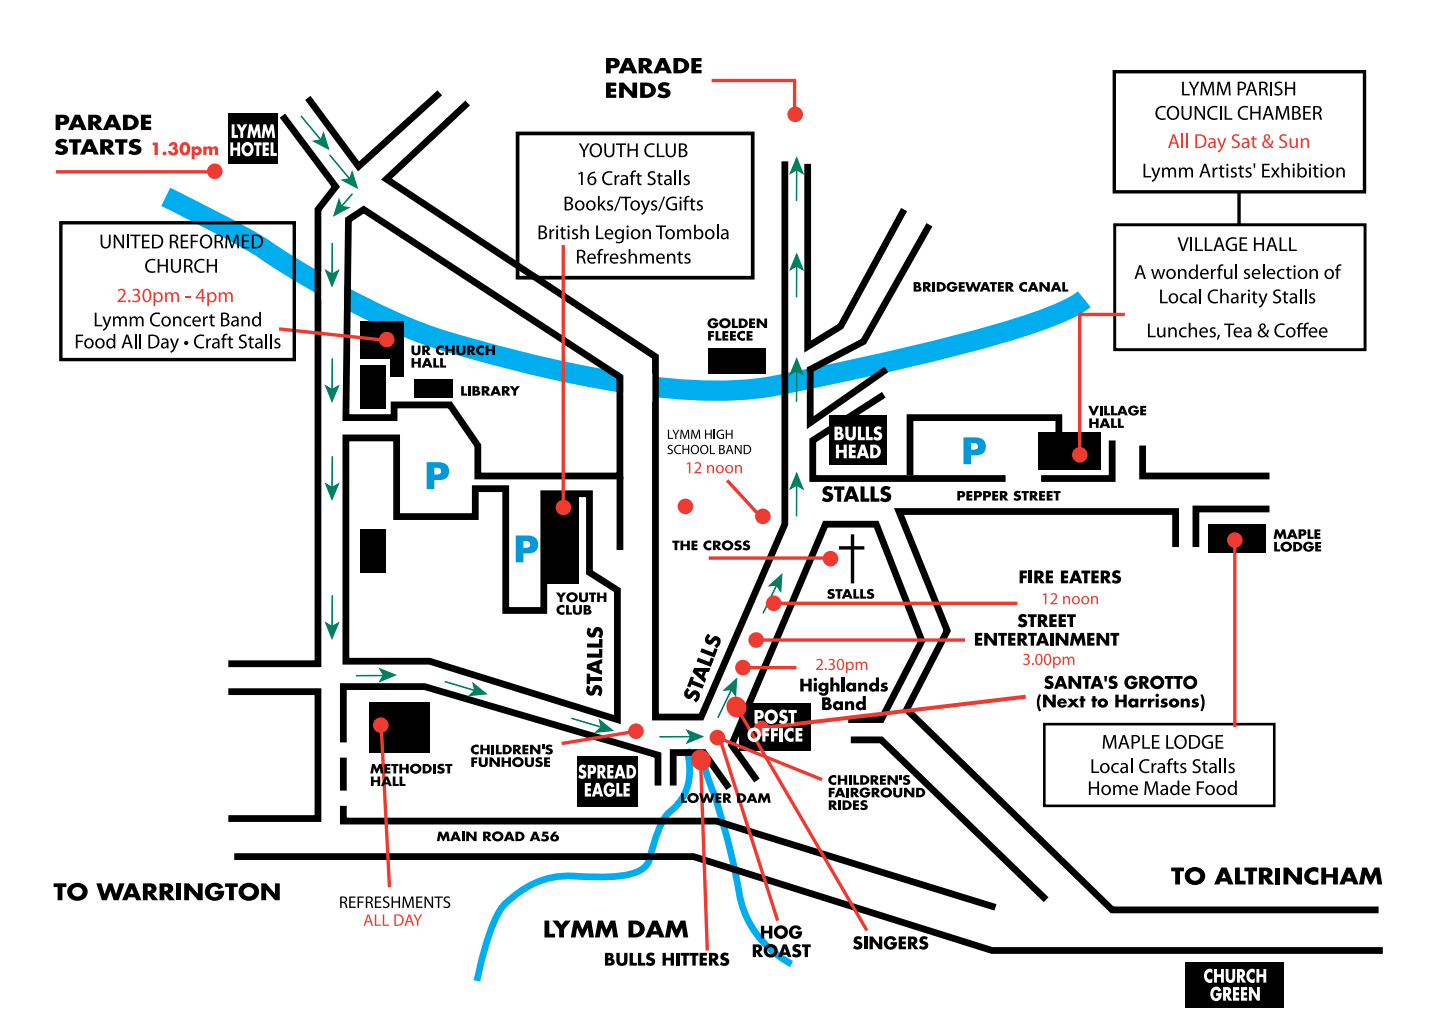 PARADE
ENDS
PARADE
STARTS 1.30pm
LYMM
HOTEL
LYMM PARISH
COUNCIL CHAMBER
All Day Sat & Sun
Lymm Artists' Exhibition
YOUTH CLUB
16 Craft Stalls
Books/Toys/Gifts
British Legion Tombola
Refreshments
UNITED REFORMED
CHURCH
2.30pm - 4pm
Lymm Concert Band
Food All Day • Craft Stalls
VILLAGE HALL
A wonderful selection of
Local Charity Stalls
Lunches, Tea & Coffee
BRIDGEWATER CANAL
GOLDEN
FLEECE
UR CHURCH
HALL
LIBRARY
VILLAGE
HALL
BULLS
HEAD
LYMM HIGH
SCHOOL BAND
12 noon
P
P
P
STALLS
PEPPER STREET
THE CROSS
MAPLE
LODGE
STALLS
YOUTH
CLUB
FIRE EATERS
12 noon
STREET
ENTERTAINMENT
3.00pm
STALLS
STALLS
2.30pm
Highlands
Band
SANTA'S GROTTO
(Next to Harrisons)
POST
OFFICE
MAPLE LODGE
Local Crafts Stalls
Home Made Food
CHILDREN'S
FUNHOUSE
METHODIST
HALL
SPREAD
EAGLE
LOWER DAM
CHILDREN'S
FAIRGROUND
RIDES
MAIN ROAD A56
TO WARRINGTON
TO ALTRINCHAM
REFRESHMENTS
ALL DAY
LYMM DAM
BULLS HITTERS
HOG
ROAST
SINGERS
CHURCH
GREEN